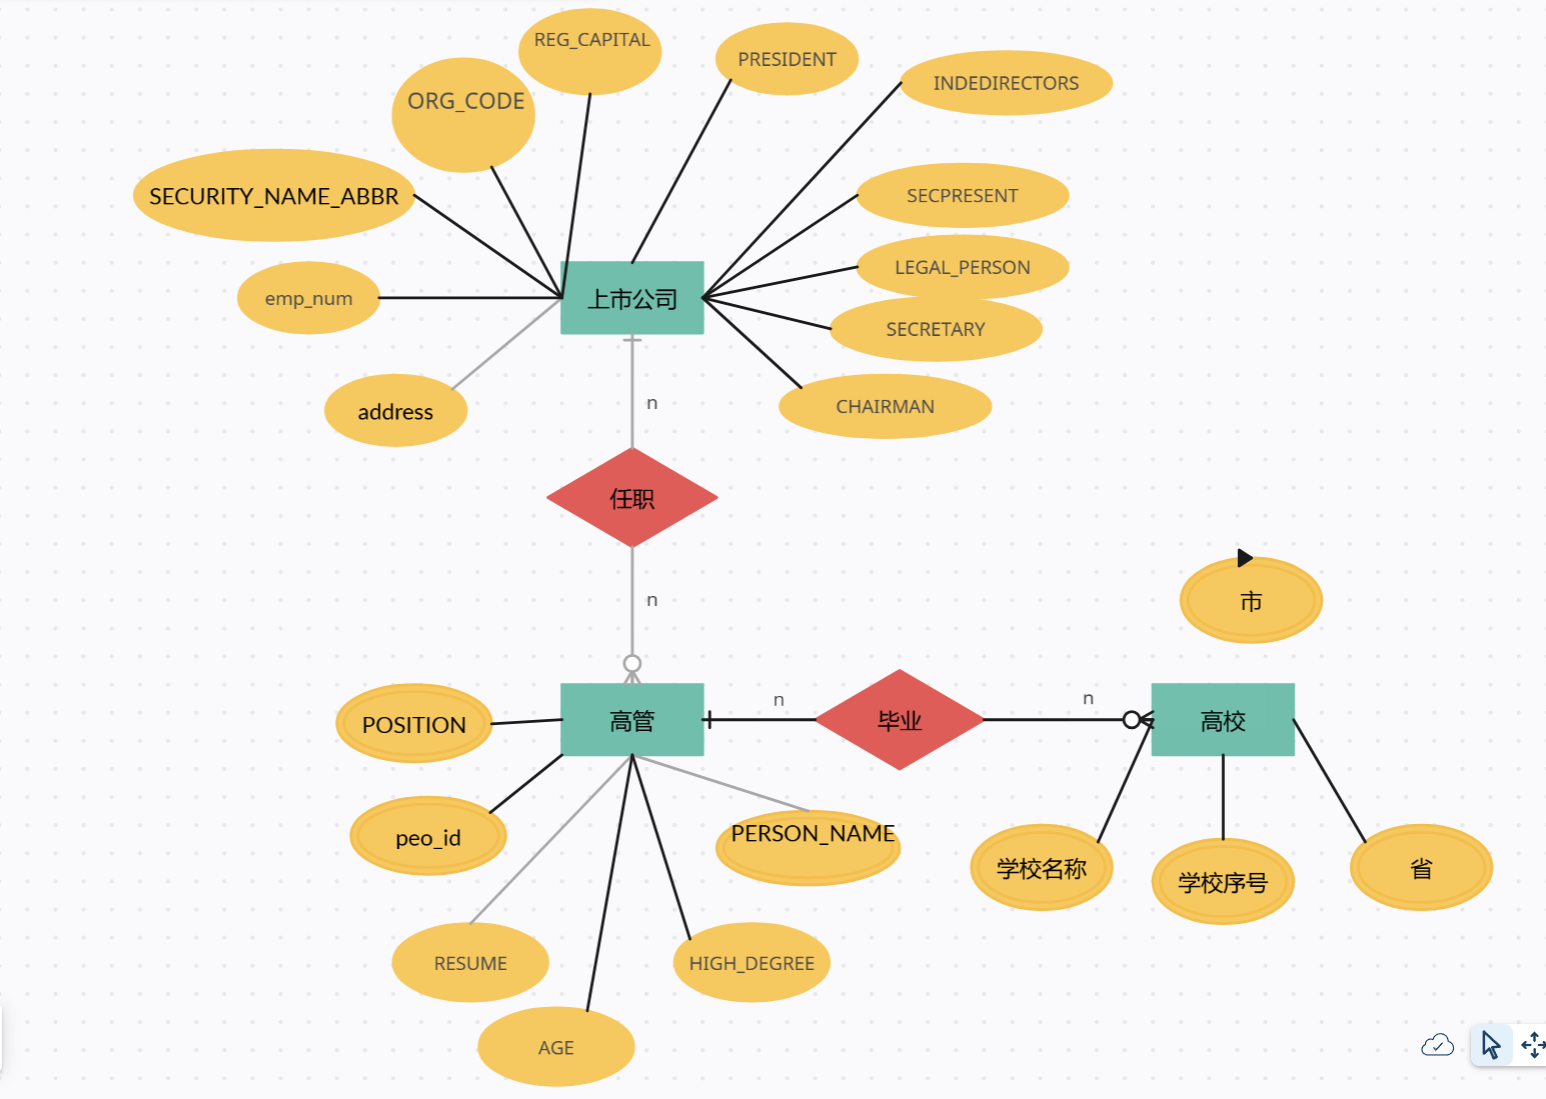 REG_CAPITAL
PRESIDENT
INDEDIRECTORS
ORG_CODE
SECURITY_NAME_ABBR
SECPRESENT
LEGAL_PERSON
emp_num
上市公司
SECRETARY
address
CHAIRMAN
n
任职
n
市
POSITION
高管
n
毕业
n
高校
peo_id
PERSON_NAME
学校名称
学校序号
省
RESUME
HIGH_DEGREE
AGE